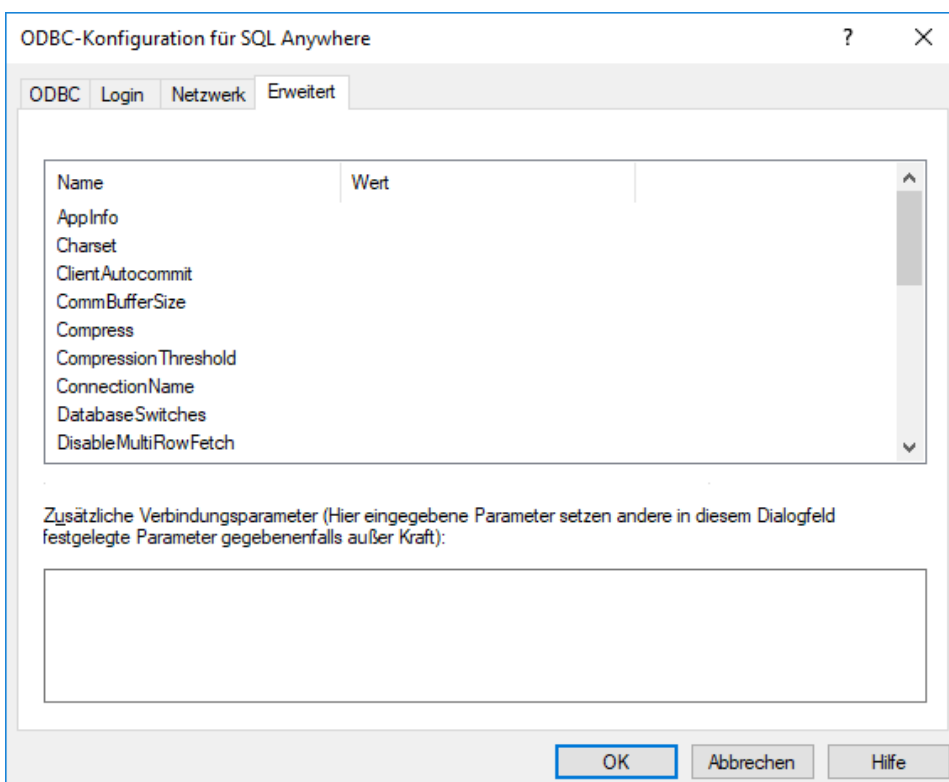 ODBC-Konfiguration für SQL Anywhere
?
ODBC Login Netzwerk Erweitert
Name Wert
AppInfo
Charset
ClientAutocommit
CommBufferSize
Compress
CompressionThreshold
ConnectionName
DatabaseSwitches
DisableMultiRowFetch
Zusätzliche Verbindungsparameter (Hier eingegebene Parameter setzen andere in diesem Dialogfeld
festgelegte Parameter gegebenenfalls außer Kraft):
OK Abbrechen Hilfe